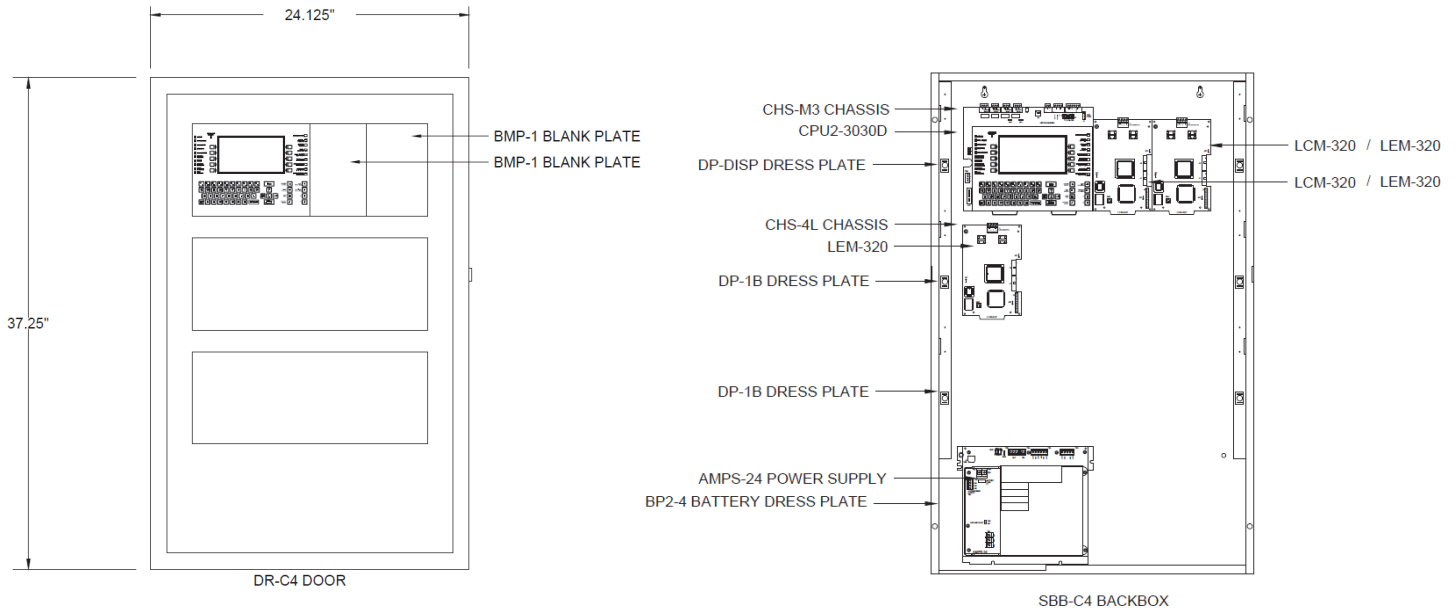 24.125"
37.25"
BMP-1 BLANK PLATE
BMP-1 BLANK PLATE
DR-C4 DOOR
CHS-M3 CHASSIS
CPU2-3030D
DP-DISP DRESS PLATE
CHS-4L CHASSIS
LEM-320
DP-1B DRESS PLATE
DP-1B DRESS PLATE
AMPS-24 POWER SUPPLY
BP2-4 BATTERY DRESS PLATE
LCM-320 / LEM-320
LCM-320 / LEM-320
SBB-C4 BACKBOX